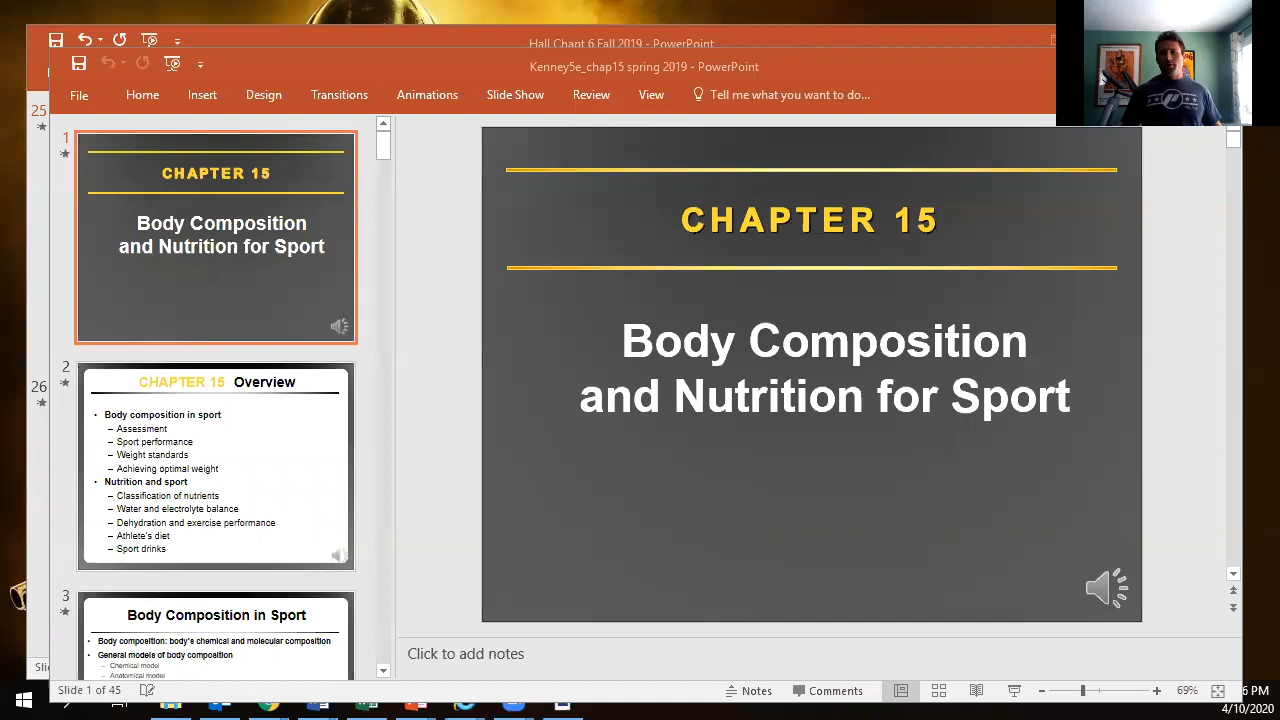 Hall Chapt 6 Fall 2019 - PowerPoint
Kenney5e_chap15 spring 2019 - PowerPoint
File Home Insert Design Transitions Animations Slide Show Review View Tell me what you want to do...
25
26
1
CHAPTER 15
Body Composition
and Nutrition for Sport
2
CHAPTER 15 Overview
• Body composition in sport
– Assessment
– Sport performance
– Weight standards
– Achieving optimal weight
• Nutrition and sport
– Classification of nutrients
– Water and electrolyte balance
– Dehydration and exercise performance
– Athlete's diet
– Sport drinks
3
Body Composition in Sport
• Body composition: body's chemical and molecular composition
• General models of body composition
– Chemical model
– Anatomical model
CHAPTER 15
Body Composition
and Nutrition for Sport
Click to add notes
Slide 1 of 45 Notes Comments 69%
6 PM
4/10/2020